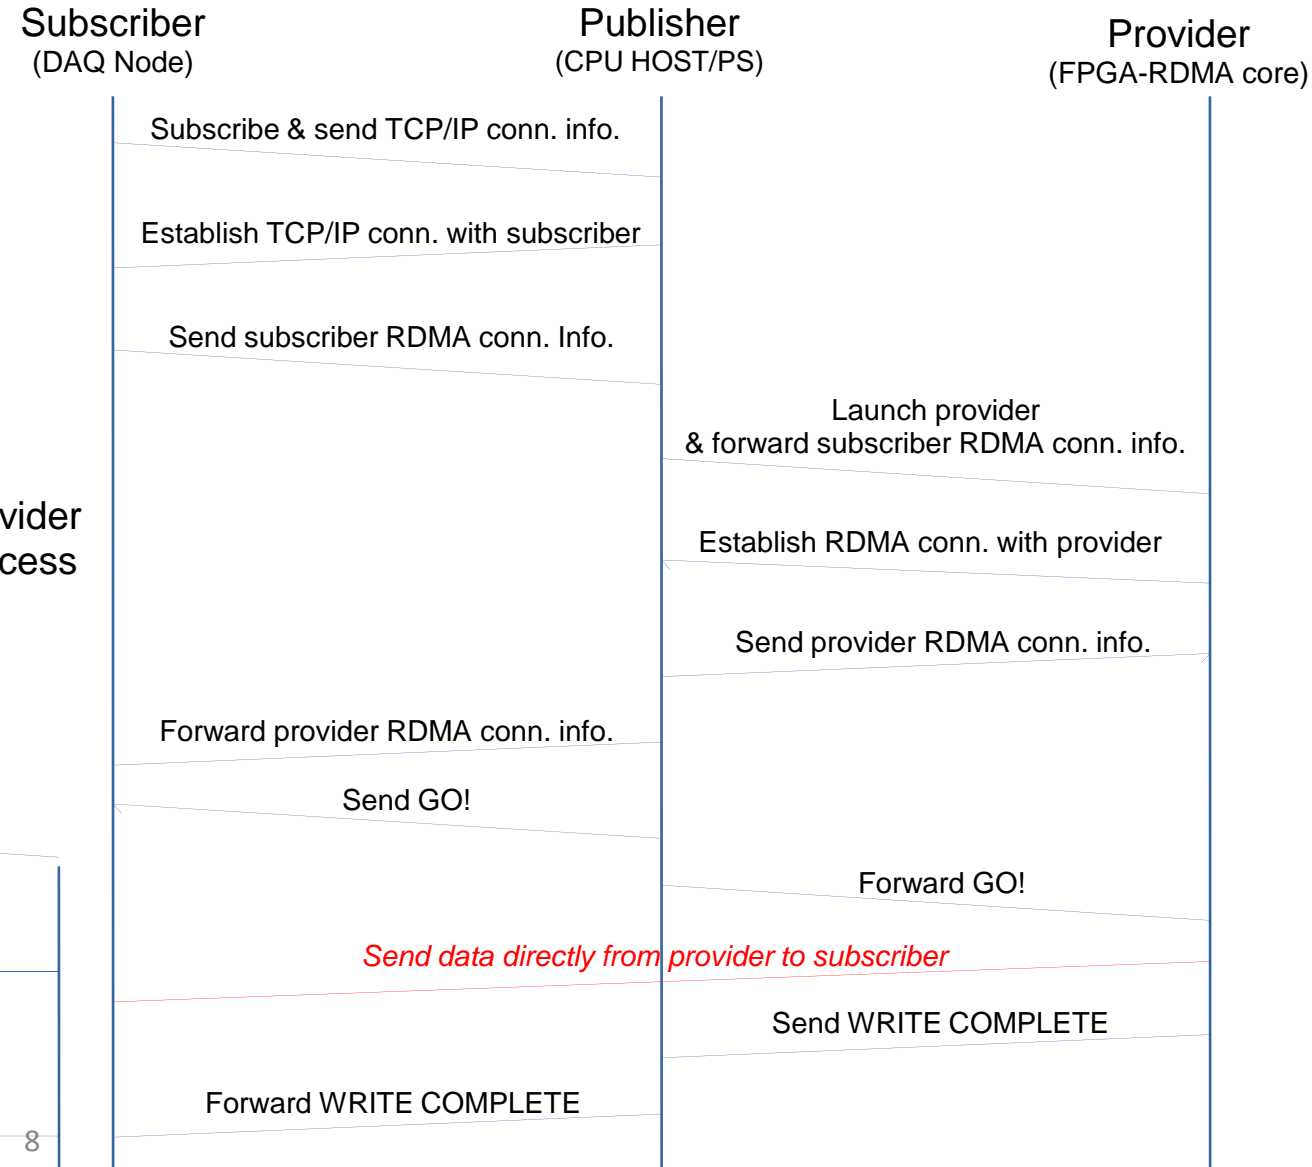 Subscriber
(DAQ Node)
Publisher
(CPU HOST/PS)
Provider
(FPGA-RDMA core)
Subscribe & send TCP/IP conn. info.
Establish TCP/IP conn. with subscriber
Send subscriber RDMA conn. Info.
Launch provider
& forward subscriber RDMA conn. info.
vider
cess
Establish RDMA conn. with provider
Send provider RDMA conn. info.
Forward provider RDMA conn. info.
Send GO!
Forward GO!
Send data directly from provider to subscriber
Send WRITE COMPLETE
Forward WRITE COMPLETE
8